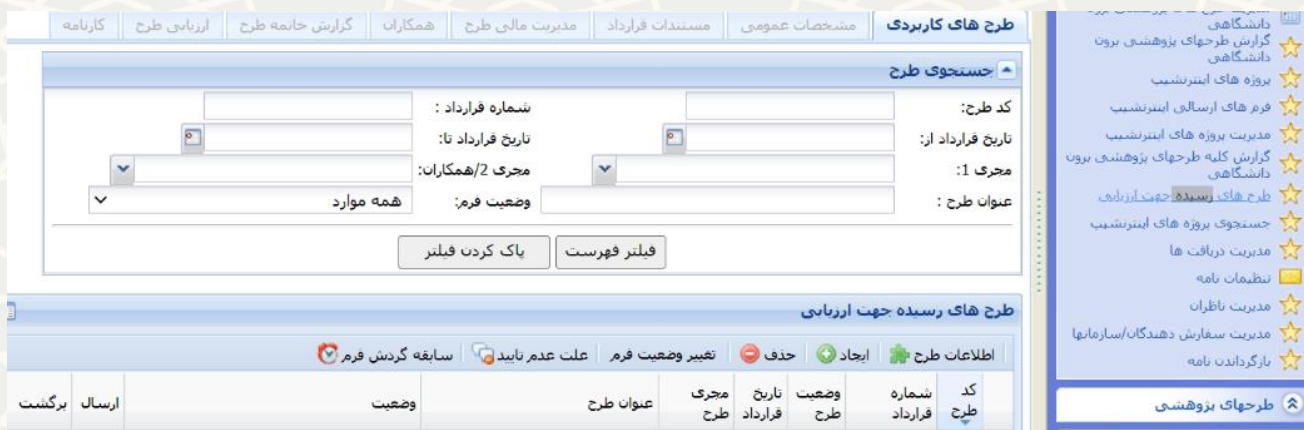 طرح های کاربردی
مشخصات عمومی
مستندات قرارداد
مدیریت مالی طرح
همکاران
گزارش خاتمه طرح
ارزیابی طرح
کارنامه
جستجوی طرح
کد طرح:
شماره قرارداد :
تاریخ قرارداد از:
تاریخ قرارداد تا:
مجری 1:
مجری 2/همکاران:
عنوان طرح :
وضعیت فرم:
همه موارد
فیلتر فهرست
پاک کردن فیلتر
طرح های رسیده جهت ارزیابی
اطلاعات طرح
ایجاد
حذف
تغییر وضعیت فرم
علت عدم تایید
سابقه گردش فرم
کد طرح
شماره قرارداد
وضعیت طرح
تاریخ قرارداد
مجری طرح
عنوان طرح
وضعیت
ارسال
برگشت
دانشگاهی
گزارش طرحهای پژوهشی برون
دانشگاهی
پروژه های اینترنشیپ
فرم های ارسالی اینترنشیپ
مدیریت پروژه های اینترنشیپ
گزارش کلیه طرحهای پژوهشی برون
دانشگاهی
طرح های رسیده جهت ارزیابی
جستجوی پروژه های اینترنشیپ
مدیریت دریافت ها
تنظیمات نامه
مدیریت ناظران
مدیریت سفارش دهندگان/سازمانها
بازگرداندن نامه
طرحهای پژوهشی